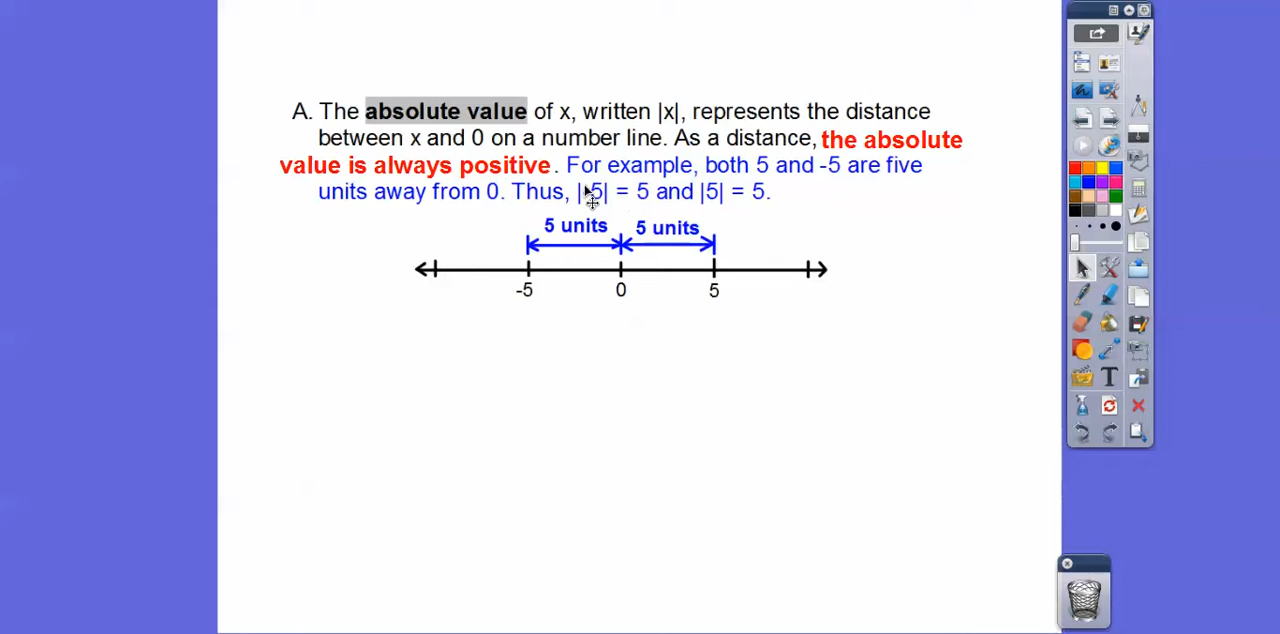 A. The absolute value of x, written |x|, represents the distance
between x and 0 on a number line. As a distance, the absolute
value is always positive. For example, both 5 and -5 are five
units away from 0. Thus, |-5| = 5 and |5| = 5.
5 units 5 units
-5 0 5
T